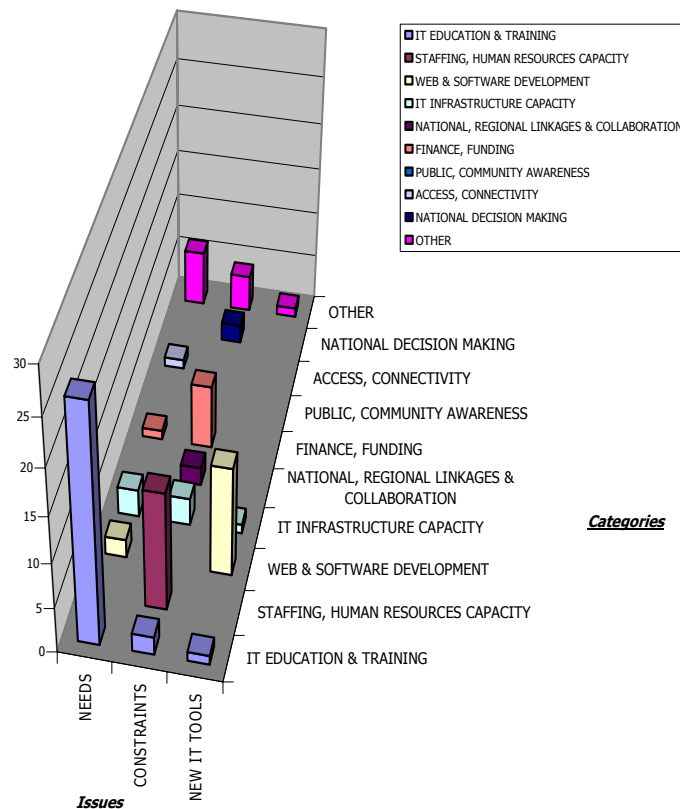 IT EDUCATION & TRAINING
STAFFING, HUMAN RESOURCES CAPACITY
WEB & SOFTWARE DEVELOPMENT
IT INFRASTRUCTURE CAPACITY
NATIONAL, REGIONAL LINKAGES & COLLABORATION
FINANCE, FUNDING
PUBLIC, COMMUNITY AWARENESS
ACCESS, CONNECTIVITY
NATIONAL DECISION MAKING
OTHER
30
25
20
15
10
5
0
OTHER
NATIONAL DECISION MAKING
ACCESS, CONNECTIVITY
PUBLIC, COMMUNITY AWARENESS
FINANCE, FUNDING
NATIONAL, REGIONAL LINKAGES &
COLLABORATION
IT INFRASTRUCTURE CAPACITY
WEB & SOFTWARE DEVELOPMENT
STAFFING, HUMAN RESOURCES CAPACITY
IT EDUCATION & TRAINING
Categories
NEEDS
CONSTRAINTS
NEW IT TOOLS
Issues